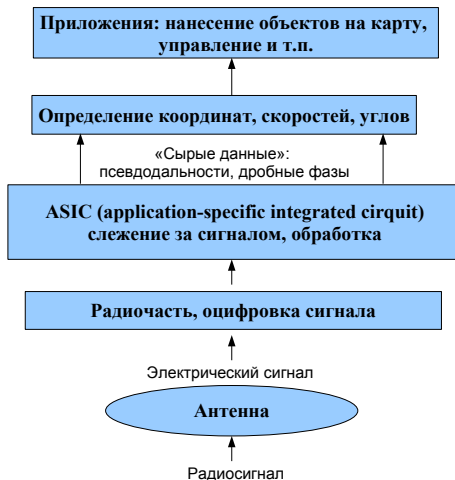 Приложения: нанесение объектов на карту,
управление и т.п.
Определение координат, скоростей, углов
«Сырые данные»:
псевдодальности, дробные фазы
ASIC (application-specific integrated cirquit)
слежение за сигналом, обработка
Радиочасть, оцифровка сигнала
Электрический сигнал
Антенна
Радиосигнал